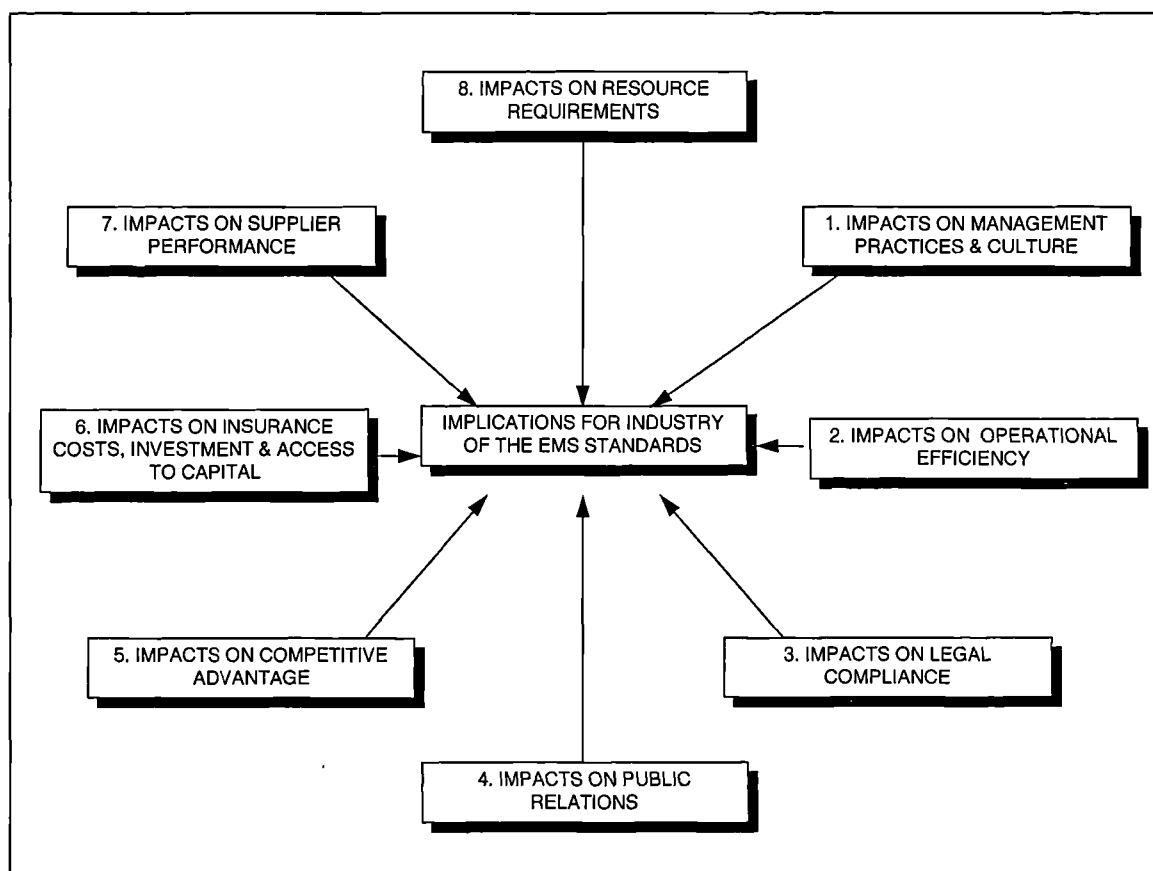 8. IMPACTS ON RESOURCE
REQUIREMENTS
7. IMPACTS ON SUPPLIER
PERFORMANCE
1. IMPACTS ON MANAGEMENT
PRACTICES & CULTURE
6. IMPACTS ON INSURANCE
COSTS, INVESTMENT & ACCESS
TO CAPITAL
IMPLICATIONS FOR INDUSTRY
OF THE EMS STANDARDS
2. IMPACTS ON OPERATIONAL
EFFICIENCY
5. IMPACTS ON COMPETITIVE
ADVANTAGE
3. IMPACTS ON LEGAL
COMPLIANCE
4. IMPACTS ON PUBLIC
RELATIONS